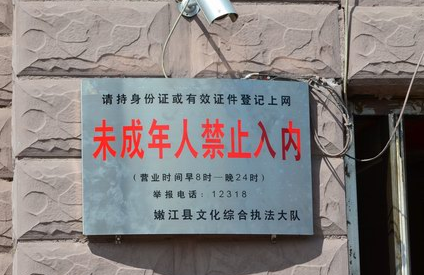 请持身份证或有效证件登记上网
未成年人禁止入内
(营业时间早8时—晚24时)
举报电话：12318
嫩江县文化综合执法大队